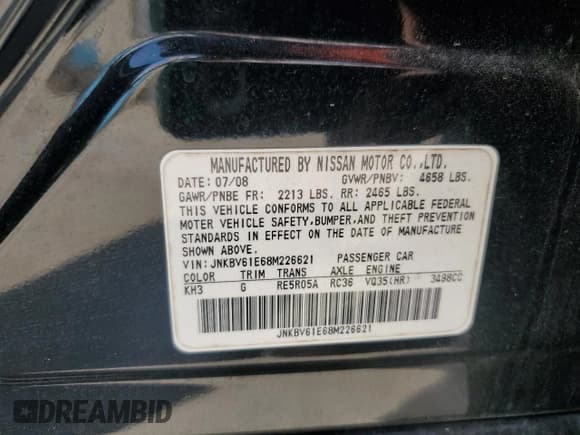 MANUFACTURED BY NISSAN MOTOR CO.,LTD.
DATE: 07/08 GVWR/PNBV: 4658 LBS.
GAWR/PNBE FR: 2213 LBS. RR: 2465 LBS.
THIS VEHICLE CONFORMS TO ALL APPLICABLE FEDERAL
MOTOR VEHICLE SAFETY,BUMPER,AND THEFT PREVENTION
STANDARDS IN EFFECT ON THE DATE OF MANUFACTURE
SHOWN ABOVE.
VIN: JNKBV61E68M226621 PASSENGER CAR
COLOR TRIM TRANS AXLE ENGINE
KH3 G RE5R05A RC36 VQ35(HR) 3498CC
JNKBV61E68M226621
DREAMBID